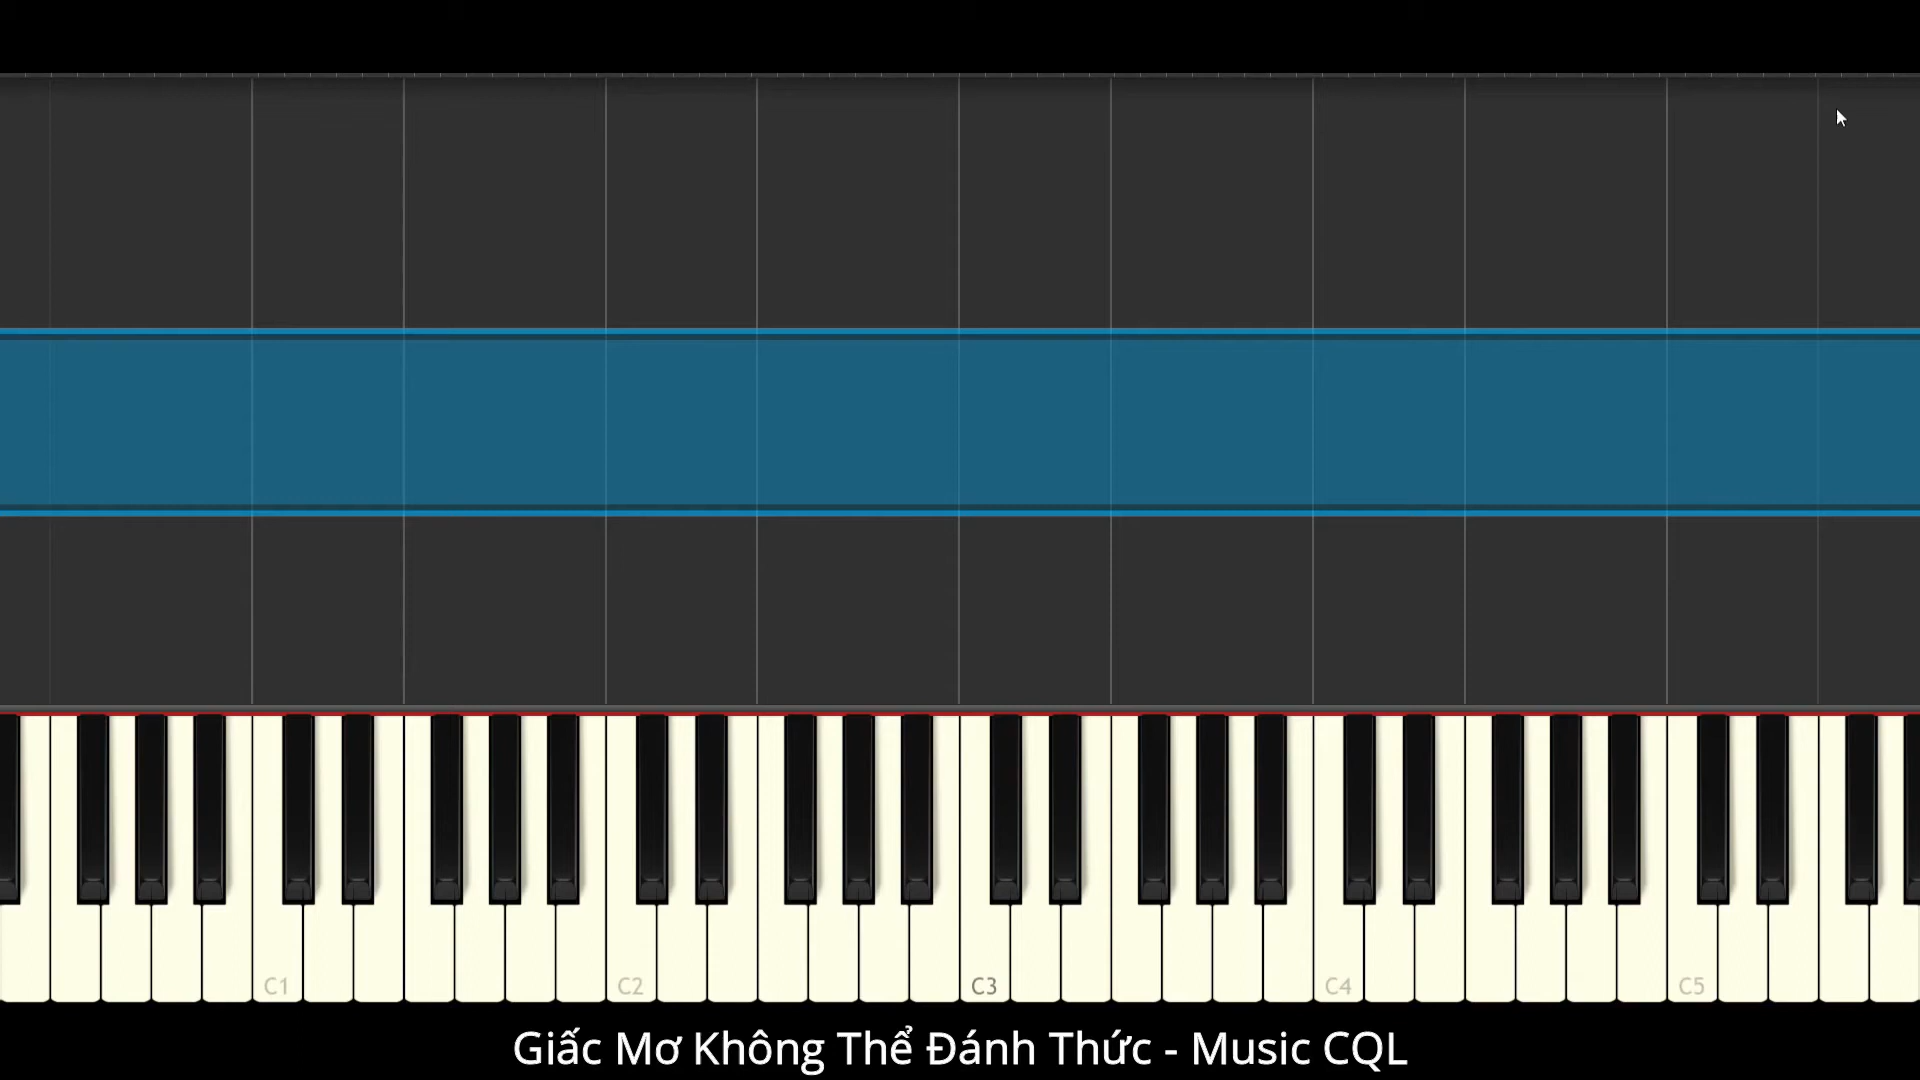 C1 C2 C3 C4 C5
Giấc Mơ Không Thể Đánh Thức - Music CQL